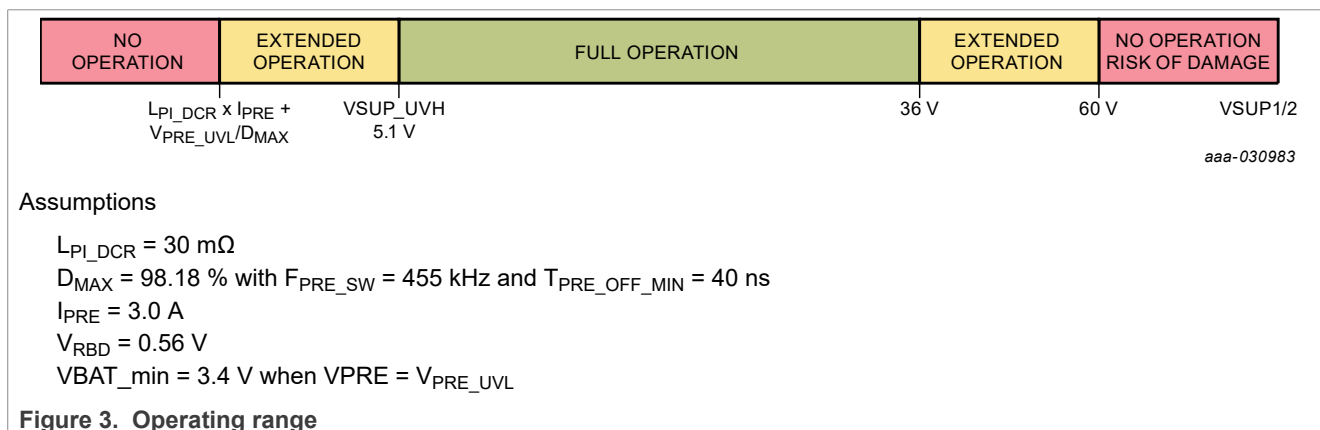 NO
OPERATION
EXTENDED
OPERATION
FULL OPERATION
EXTENDED
OPERATION
NO OPERATION
RISK OF DAMAGE
LPI_DCR x IPRE +
VPRE_UVL/DMAX
VSUP_UVH
5.1 V
36 V
60 V
VSUP1/2
aaa-030983
Assumptions
LPI_DCR = 30 mΩ
DMAX = 98.18 % with FPRE_SW = 455 kHz and TPRE_OFF_MIN = 40 ns
IPRE = 3.0 A
VRBD = 0.56 V
VBAT_min = 3.4 V when VPRE = VPRE_UVL
Figure 3. Operating range